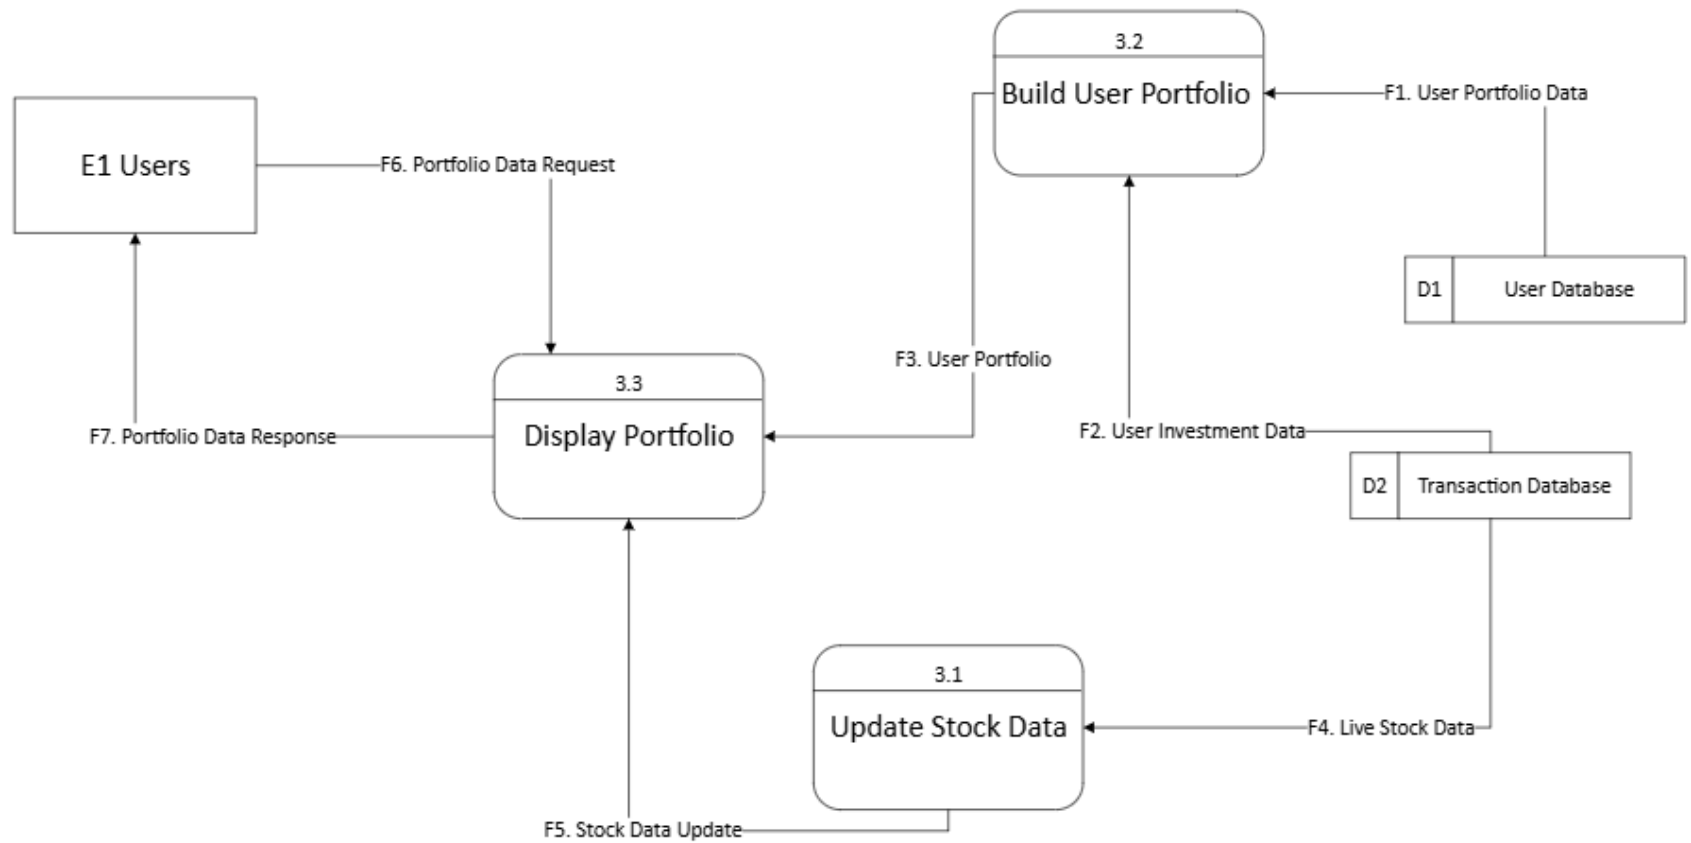 3.2
Build User Portfolio
F1. User Portfolio Data
E1 Users
F6. Portfolio Data Request
D1
User Database
F3. User Portfolio
3.3
Display Portfolio
F7. Portfolio Data Response
F2. User Investment Data
D2
Transaction Database
3.1
Update Stock Data
F4. Live Stock Data
F5. Stock Data Update